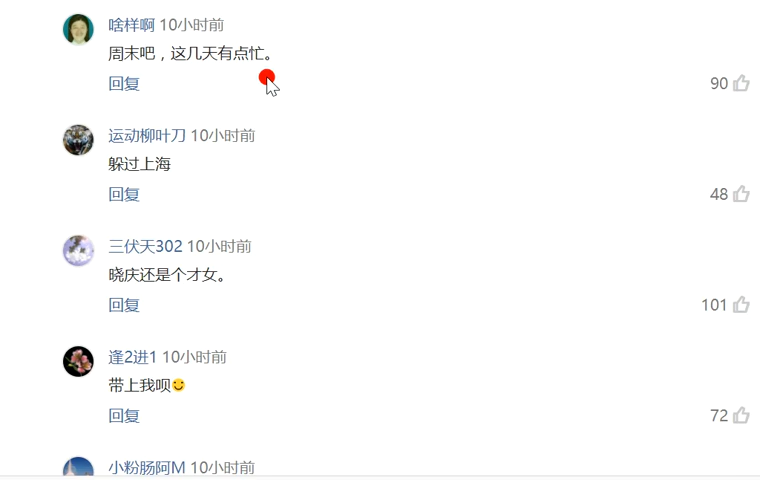 啥样啊 10小时前
周末吧，这几天有点忙。
回复 90
运动柳叶刀 10小时前
躲过上海
回复 48
三伏天302 10小时前
晓庆还是个才女。
回复 101
逢2进1 10小时前
带上我呗
回复 72
小粉肠阿M 10小时前